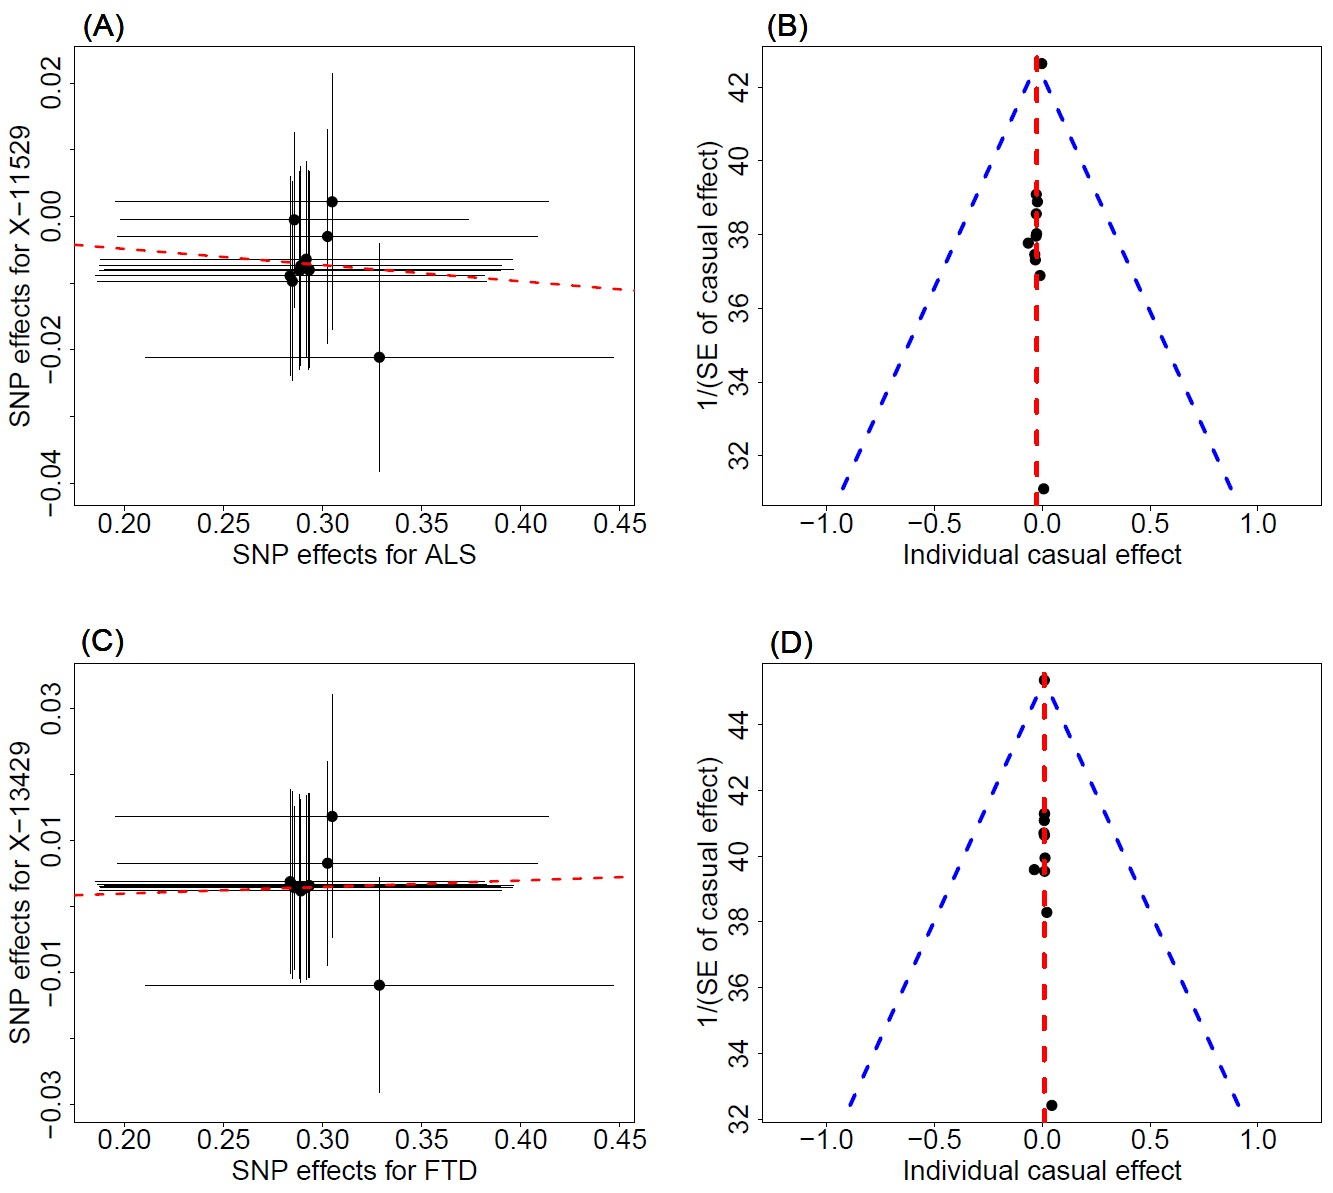 (A)
SNP effects for X−11529
0.02
0.00
−0.02
−0.04
0.20 0.25 0.30 0.35 0.40 0.45
SNP effects for ALS
(B)
1/(SE of casual effect)
42
40
38
36
34
32
−1.0 −0.5 0.0 0.5 1.0
Individual casual effect
(C)
SNP effects for X−13429
0.03
0.01
−0.01
−0.03
0.20 0.25 0.30 0.35 0.40 0.45
SNP effects for FTD
(D)
1/(SE of casual effect)
44
42
40
38
36
34
32
−1.0 −0.5 0.0 0.5 1.0
Individual casual effect